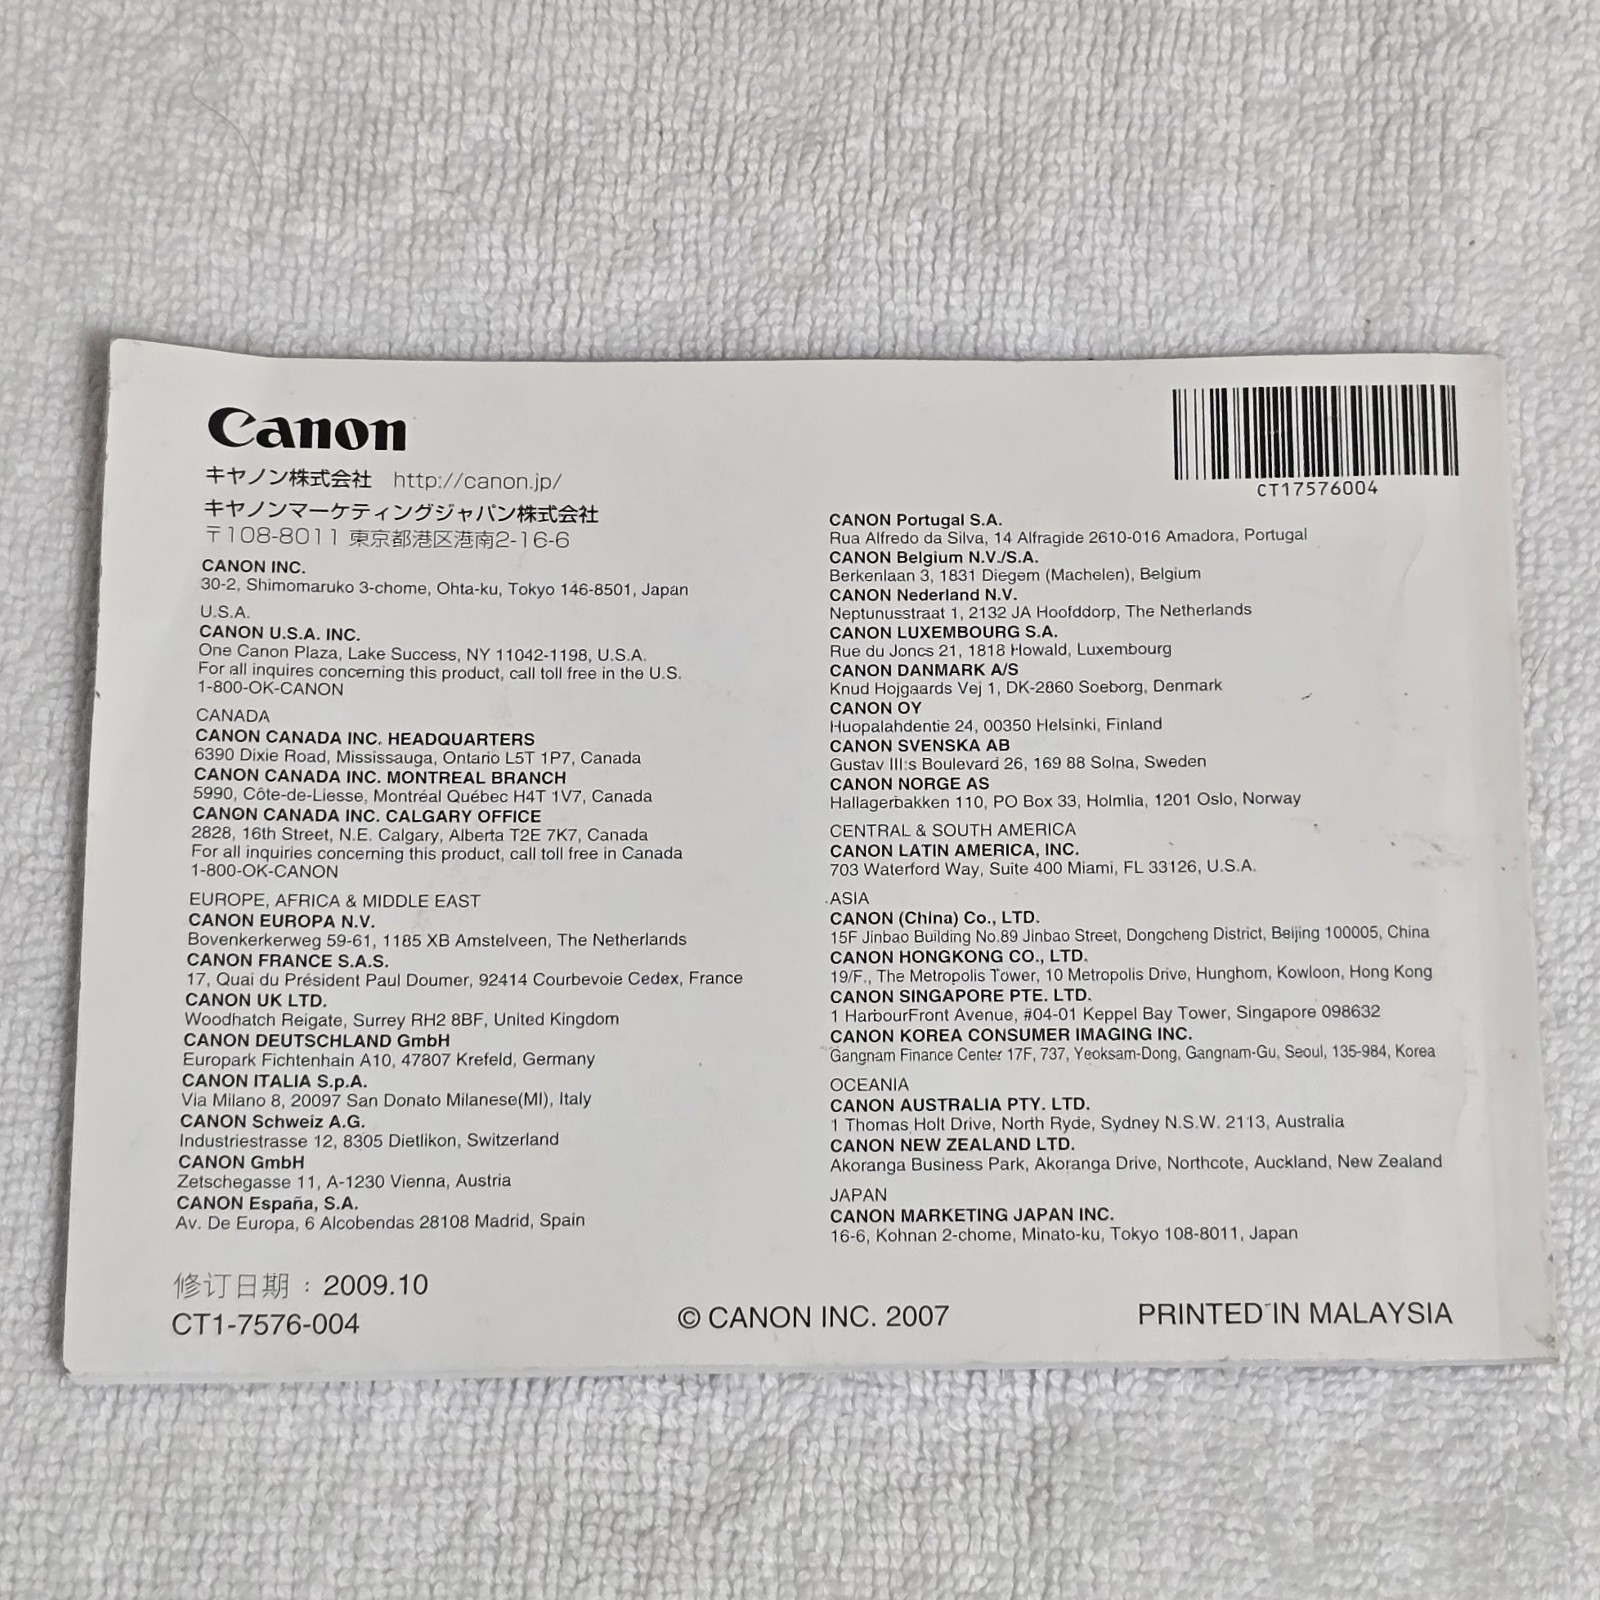 Canon
キヤノン株式会社 http://canon.jp/
キヤノンマーケティングジャパン株式会社
〒108-8011 東京都港区港南2-16-6
CANON INC.
30-2, Shimomaruko 3-chome, Ohta-ku, Tokyo 146-8501, Japan
U.S.A.
CANON U.S.A. INC.
One Canon Plaza, Lake Success, NY 11042-1198, U.S.A.
For all inquires concerning this product, call toll free in the U.S.
1-800-OK-CANON
CANADA
CANON CANADA INC. HEADQUARTERS
6390 Dixie Road, Mississauga, Ontario L5T 1P7, Canada
CANON CANADA INC. MONTREAL BRANCH
5990, Côte-de-Liesse, Montréal Québec H4T 1V7, Canada
CANON CANADA INC. CALGARY OFFICE
2828, 16th Street, N.E. Calgary, Alberta T2E 7K7, Canada
For all inquiries concerning this product, call toll free in Canada
1-800-OK-CANON
EUROPE, AFRICA & MIDDLE EAST
CANON EUROPA N.V.
Bovenkerkerweg 59-61, 1185 XB Amstelveen, The Netherlands
CANON FRANCE S.A.S.
17, Quai du Président Paul Doumer, 92414 Courbevoie Cedex, France
CANON UK LTD.
Woodhatch Reigate, Surrey RH2 8BF, United Kingdom
CANON DEUTSCHLAND GmbH
Europark Fichtenhain A10, 47807 Krefeld, Germany
CANON ITALIA S.p.A.
Via Milano 8, 20097 San Donato Milanese(MI), Italy
CANON Schweiz A.G.
Industriestrasse 12, 8305 Dietlikon, Switzerland
CANON GmbH
Zetschegasse 11, A-1230 Vienna, Austria
CANON España, S.A.
Av. De Europa, 6 Alcobendas 28108 Madrid, Spain
CT17576004
CANON Portugal S.A.
Rua Alfredo da Silva, 14 Alfragide 2610-016 Amadora, Portugal
CANON Belgium N.V./S.A.
Berkenlaan 3, 1831 Diegem (Machelen), Belgium
CANON Nederland N.V.
Neptunusstraat 1, 2132 JA Hoofddorp, The Netherlands
CANON LUXEMBOURG S.A.
Rue du Joncs 21, 1818 Howald, Luxembourg
CANON DANMARK A/S
Knud Hojgaards Vej 1, DK-2860 Soeborg, Denmark
CANON OY
Huopalahdentie 24, 00350 Helsinki, Finland
CANON SVENSKA AB
Gustav III:s Boulevard 26, 169 88 Solna, Sweden
CANON NORGE AS
Hallagerbakken 110, PO Box 33, Holmlia, 1201 Oslo, Norway
CENTRAL & SOUTH AMERICA
CANON LATIN AMERICA, INC.
703 Waterford Way, Suite 400 Miami, FL 33126, U.S.A.
ASIA
CANON (China) Co., LTD.
15F Jinbao Building No.89 Jinbao Street, Dongcheng District, Beijing 100005, China
CANON HONGKONG CO., LTD.
19/F., The Metropolis Tower, 10 Metropolis Drive, Hunghom, Kowloon, Hong Kong
CANON SINGAPORE PTE. LTD.
1 HarbourFront Avenue, #04-01 Keppel Bay Tower, Singapore 098632
CANON KOREA CONSUMER IMAGING INC.
Gangnam Finance Center 17F, 737, Yeoksam-Dong, Gangnam-Gu, Seoul, 135-984, Korea
OCEANIA
CANON AUSTRALIA PTY. LTD.
1 Thomas Holt Drive, North Ryde, Sydney N.S.W. 2113, Australia
CANON NEW ZEALAND LTD.
Akoranga Business Park, Akoranga Drive, Northcote, Auckland, New Zealand
JAPAN
CANON MARKETING JAPAN INC.
16-6, Kohnan 2-chome, Minato-ku, Tokyo 108-8011, Japan
修订日期：2009.10
CT1-7576-004
© CANON INC. 2007
PRINTED IN MALAYSIA